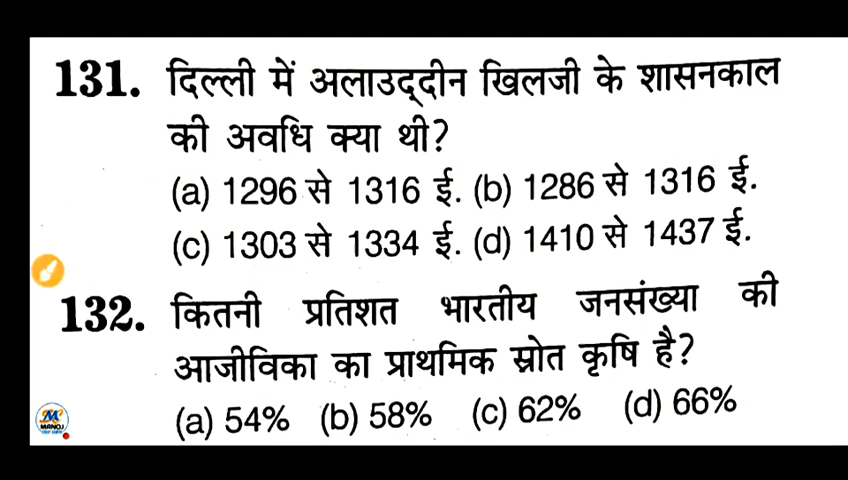 131. दिल्ली में अलाउद्‌दीन खिलजी के शासनकाल
की अवधि क्या थी?
(a) 1296 से 1316 ई. (b) 1286 से 1316 ई.
(c) 1303 से 1334 ई. (d) 1410 से 1437 ई.
132. कितनी प्रतिशत भारतीय जनसंख्या की
आजीविका का प्राथमिक स्रोत कृषि है?
(a) 54% (b) 58% (c) 62% (d) 66%
MANOJ